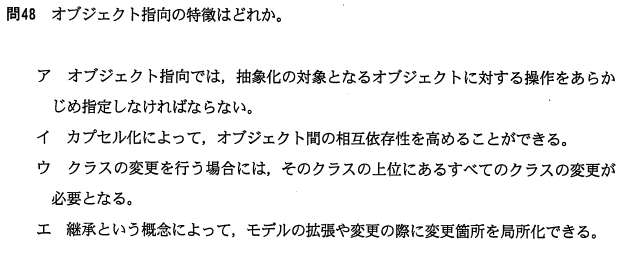 問48 オブジェクト指向の特徴はどれか。
ア オブジェクト指向では，抽象化の対象となるオブジェクトに対する操作をあらか
じめ指定しなければならない。
イ カプセル化によって，オブジェクト間の相互依存性を高めることができる。
ウ クラスの変更を行う場合には，そのクラスの上位にあるすべてのクラスの変更が
必要となる。
エ 継承という概念によって，モデルの拡張や変更の際に変更箇所を局所化できる。